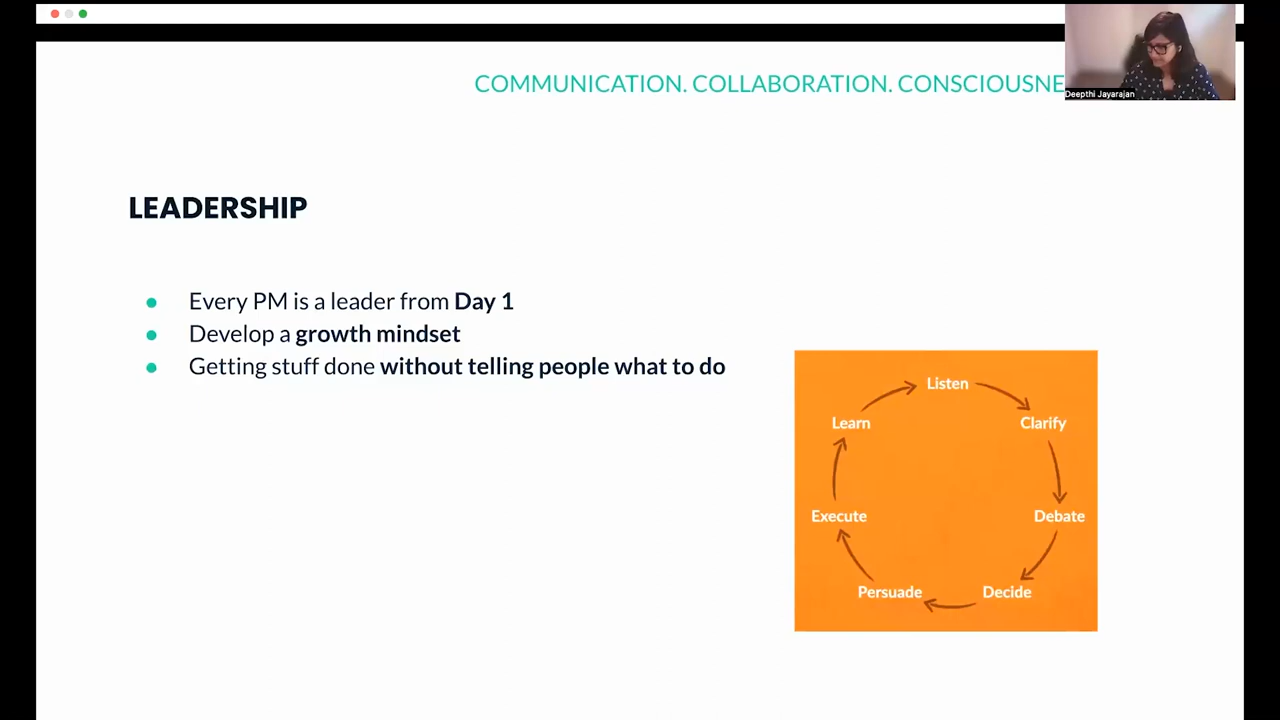 COMMUNICATION. COLLABORATION. CONSCIOUSNE
Deepthi Jayarajan
LEADERSHIP
Every PM is a leader from Day 1
Develop a growth mindset
Getting stuff done without telling people what to do
Listen
Clarify
Debate
Decide
Persuade
Execute
Learn